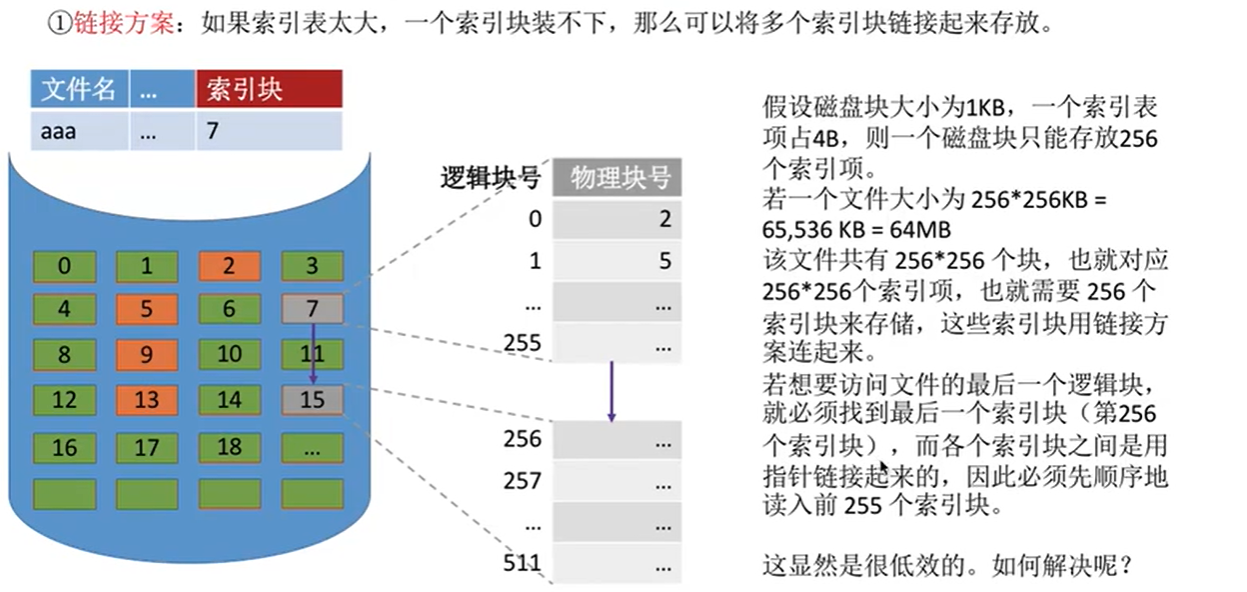 ①链接方案：如果索引表太大，一个索引块装不下，那么可以将多个索引块链接起来存放。
文件名 ... 索引块
aaa ... 7
0 1 2 3
4 5 6 7
8 9 10 11
12 13 14 15
16 17 18 ...
逻辑块号 物理块号
0 2
1 5
... ...
255 ...
256 ...
257 ...
... ...
511 ...
假设磁盘块大小为1KB，一个索引表
项占4B，则一个磁盘块只能存放256
个索引项。
若一个文件大小为 256*256KB =
65,536 KB = 64MB
该文件共有 256*256 个块，也就对应
256*256个索引项，也就需要 256 个
索引块来存储，这些索引块用链接方
案连起来。
若想要访问文件的最后一个逻辑块，
就必须找到最后一个索引块（第256
个索引块），而各个索引块之间是用
指针链接起来的，因此必须先顺序地
读入前 255 个索引块。
这显然是很低效的。如何解决呢？